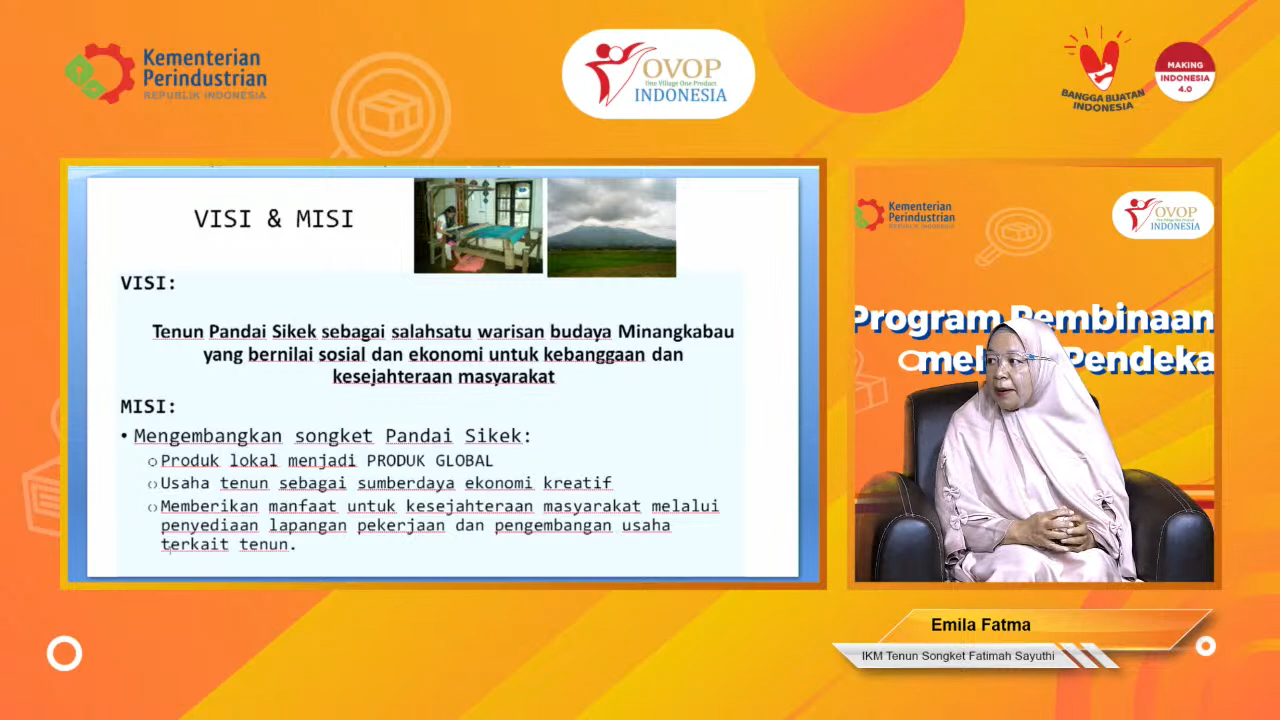 Kementerian
Perindustrian
REPUBLIK INDONESIA
OVOP
One Village One Product
INDONESIA
BANGGA BUATAN
INDONESIA
MAKING
INDONESIA
4.0
VISI & MISI
VISI:
Tenun Pandai Sikek sebagai salahsatu warisan budaya Minangkabau
yang bernilai sosial dan ekonomi untuk kebanggaan dan
kesejahteraan masyarakat
MISI:
• Mengembangkan songket Pandai Sikek:
Produk lokal menjadi PRODUK GLOBAL
Usaha tenun sebagai sumberdaya ekonomi kreatif
Memberikan manfaat untuk kesejahteraan masyarakat melalui
penyediaan lapangan pekerjaan dan pengembangan usaha
terkait tenun.
Kementerian
Perindustrian
REPUBLIK INDONESIA
OVOP
INDONESIA
Program Pembinaan
mel Pendeka
Emila Fatma
IKM Tenun Songket Fatimah Sayuthi